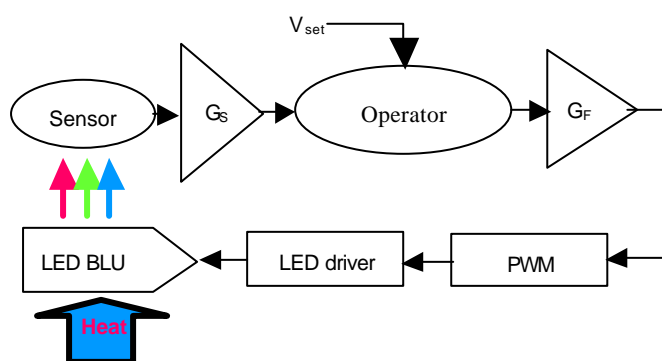 Vset
Sensor
GS
Operator
GF
LED BLU
LED driver
PWM
Heat